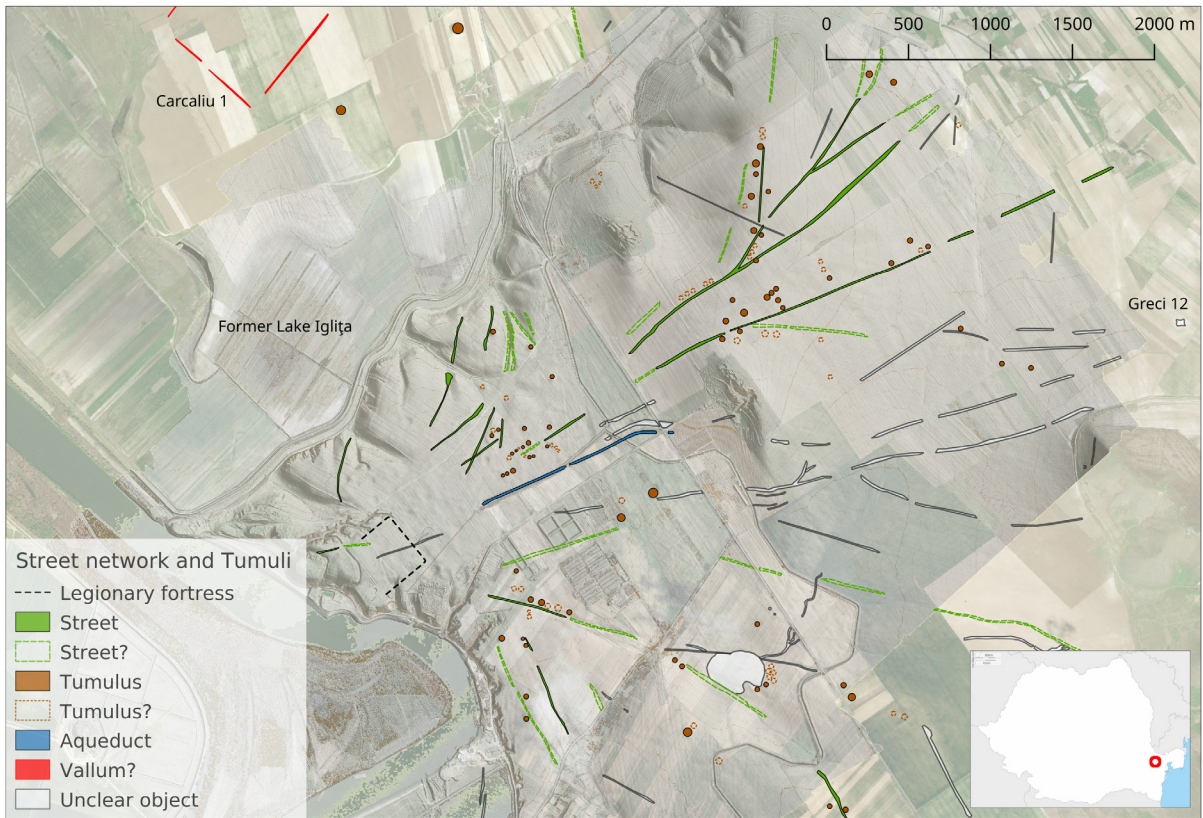 0 500 1000 1500 2000 m
Carcaliu 1
Greci 12
Former Lake Iglița
Street network and Tumuli
Legionary fortress
Street
Street?
Tumulus
Tumulus?
Aqueduct
Vallum?
Unclear object